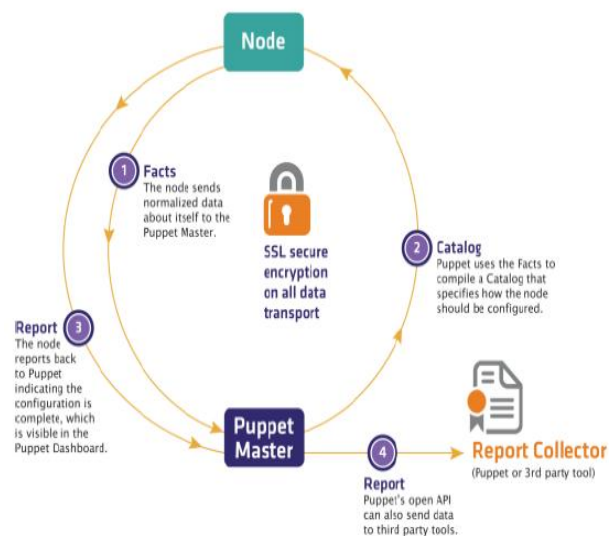 Node
1
Facts
The node sends
normalized data
about itself to the
Puppet Master.
SSL secure
encryption
on all data
transport
2
Catalog
Puppet uses the Facts to
compile a Catalog that
specifies how the node
should be configured.
Report
3
The node
reports back
to Puppet
indicating the
configuration is
complete, which
is visible in the
Puppet Dashboard.
Puppet
Master
4
Report
Puppet's open API
can also send data
to third party tools.
Report Collector
(Puppet or 3rd party tool)